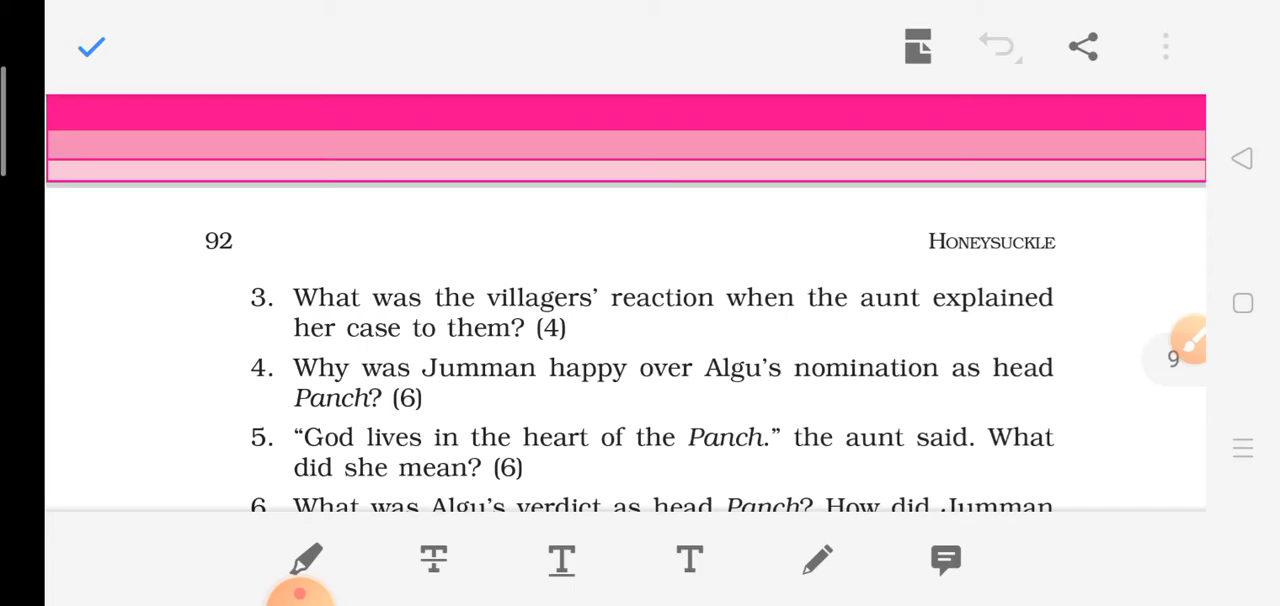 92 HONEYSUCKLE
3. What was the villagers' reaction when the aunt explained
her case to them? (4)
4. Why was Jumman happy over Algu's nomination as head
Panch? (6)
9
5. “God lives in the heart of the Panch.” the aunt said. What
did she mean? (6)
6. What was Algu's verdict as head Panch? How did Jumman
T T T